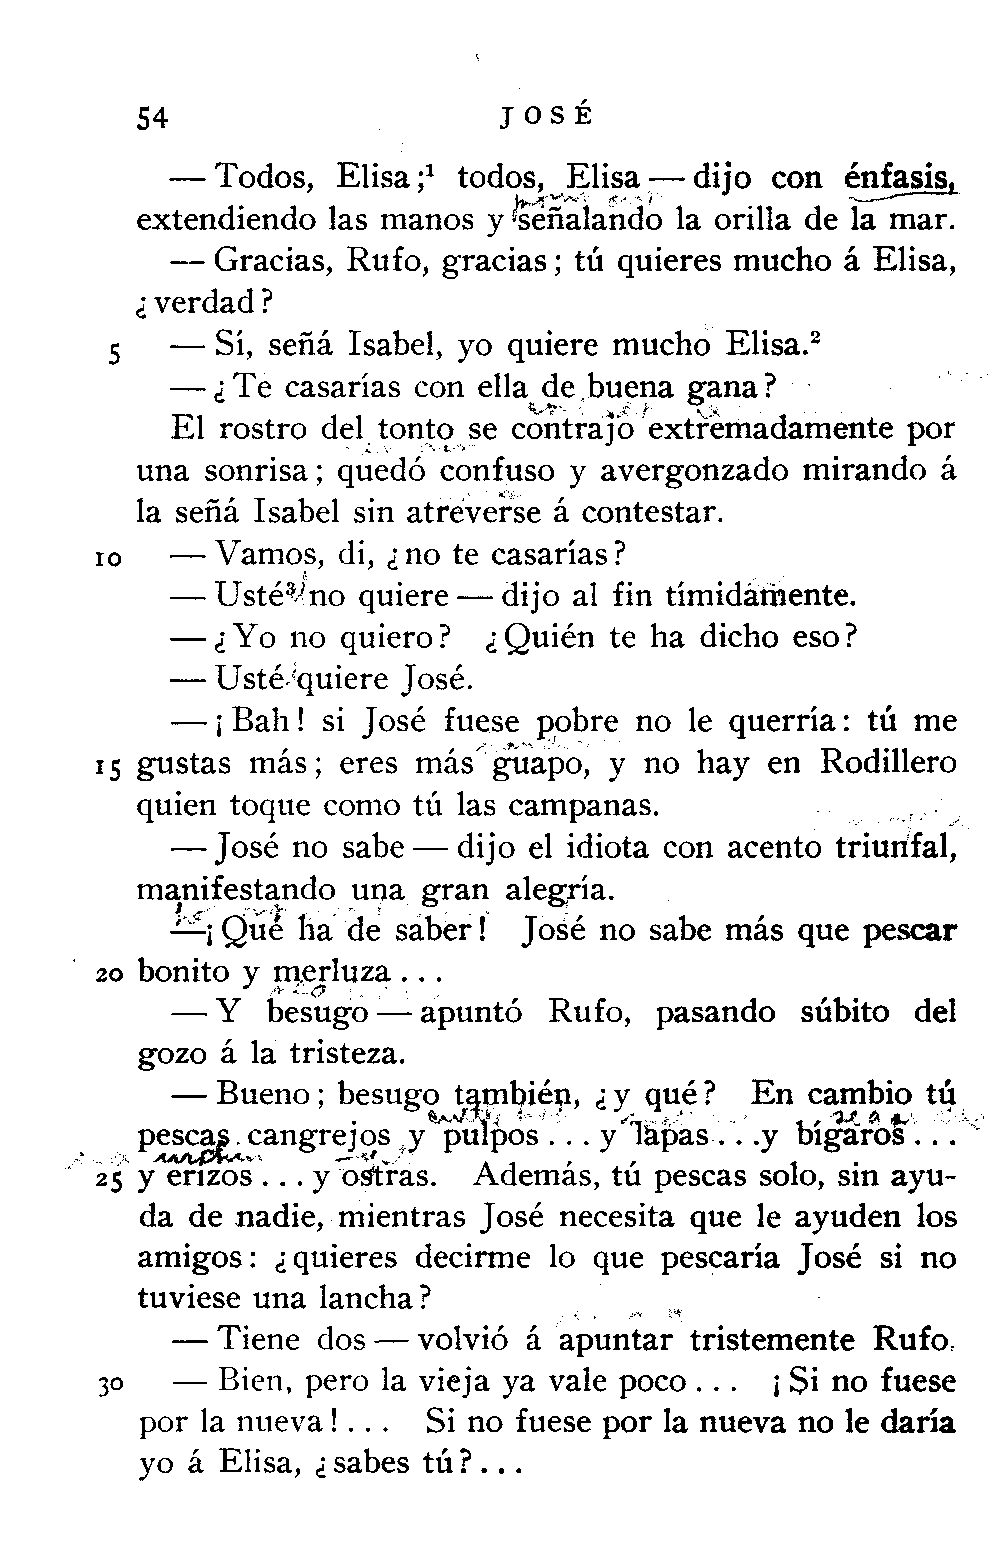 54 JOSÉ
— Todos, Elisa;¹ todos, Elisa — dijo con énfasis,
extendiendo las manos y señalando la orilla de la mar.
— Gracias, Rufo, gracias; tú quieres mucho á Elisa,
¿verdad?
5 — Sí, señá Isabel, yo quiere mucho Elisa.²
— ¿Te casarías con ella de buena gana?
El rostro del tonto se contrajo extremadamente por
una sonrisa; quedó confuso y avergonzado mirando á
la señá Isabel sin atreverse á contestar.
10 — Vamos, di, ¿no te casarías?
— Usté³ no quiere — dijo al fin tímidamente.
— ¿Yo no quiero? ¿Quién te ha dicho eso?
— Usté quiere José.
— ¡Bah! si José fuese pobre no le querría: tú me
15 gustas más; eres más guapo, y no hay en Rodillero
quien toque como tú las campanas.
— José no sabe — dijo el idiota con acento triunfal,
manifestando una gran alegría.
— ¡Qué ha de saber! José no sabe más que pescar
20 bonito y merluza . . .
— Y besugo — apuntó Rufo, pasando súbito del
gozo á la tristeza.
— Bueno; besugo también, ¿y qué? En cambio tú
pescas cangrejos y pulpos . . . y lapas . . . y bígaros . . .
25 y erizos . . . y ostras. Además, tú pescas solo, sin ayu-
da de nadie, mientras José necesita que le ayuden los
amigos: ¿quieres decirme lo que pescaría José si no
tuviese una lancha?
— Tiene dos — volvió á apuntar tristemente Rufo.
30 — Bien, pero la vieja ya vale poco . . . ¡Si no fuese
por la nueva! . . . Si no fuese por la nueva no le daría
yo á Elisa, ¿sabes tú? . . .